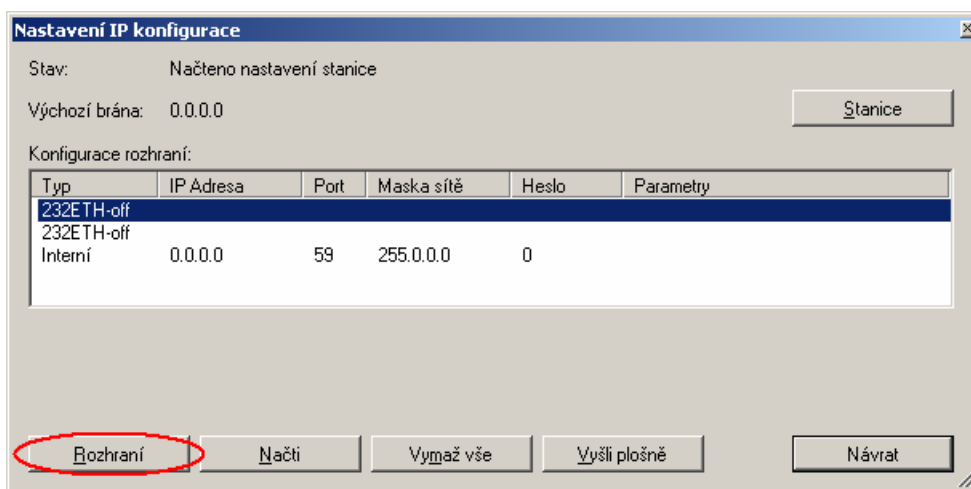 Nastavení IP konfigurace
Stav: Načteno nastavení stanice
Výchozí brána: 0.0.0.0
Stanice
Konfigurace rozhraní:
Typ IP Adresa Port Maska sítě Heslo Parametry
232ETH-off
232ETH-off
Interní 0.0.0.0 59 255.0.0.0 0
Rozhraní Načti Vymaž vše Vyšli plošně Návrat